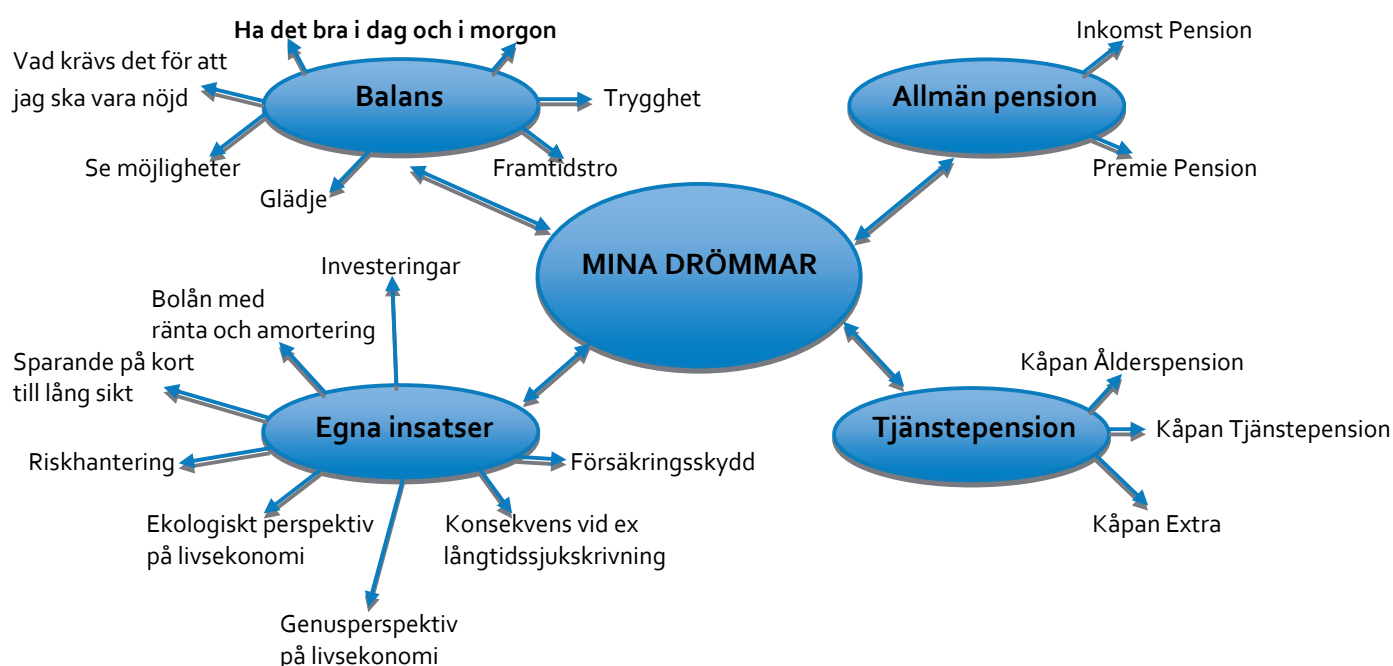 Ha det bra i dag och i morgon
Vad krävs det för att
jag ska vara nöjd
Balans
Trygghet
Se möjligheter
Framtidstro
Glädje
Inkomst Pension
Allmän pension
Premie Pension
MINA DRÖMMAR
Investeringar
Bolån med
ränta och amortering
Sparande på kort
till lång sikt
Egna insatser
Riskhantering
Försäkringsskydd
Ekologiskt perspektiv
på livsekonomi
Konsekvens vid ex
långtidssjukskrivning
Genusperspektiv
på livsekonomi
Kåpan Ålderspension
Tjänstepension
Kåpan Tjänstepension
Kåpan Extra